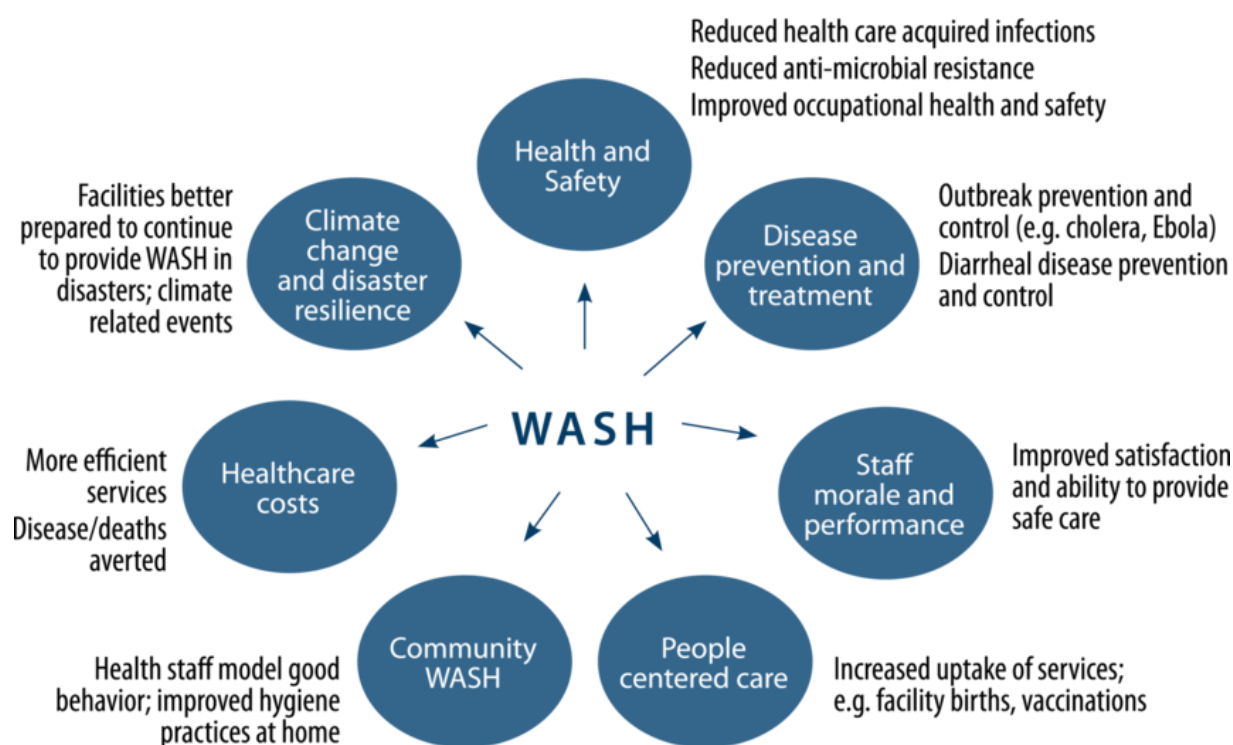 Reduced health care acquired infections
Reduced anti-microbial resistance
Improved occupational health and safety
Health and
Safety
Facilities better
prepared to continue
to provide WASH in
disasters; climate
related events
Climate
change
and disaster
resilience
Disease
prevention and
treatment
Outbreak prevention and
control (e.g. cholera, Ebola)
Diarrheal disease prevention
and control
WASH
More efficient
services
Disease/deaths
averted
Healthcare
costs
Staff
morale and
performance
Improved satisfaction
and ability to provide
safe care
Health staff model good
behavior; improved hygiene
practices at home
Community
WASH
People
centered care
Increased uptake of services;
e.g. facility births, vaccinations